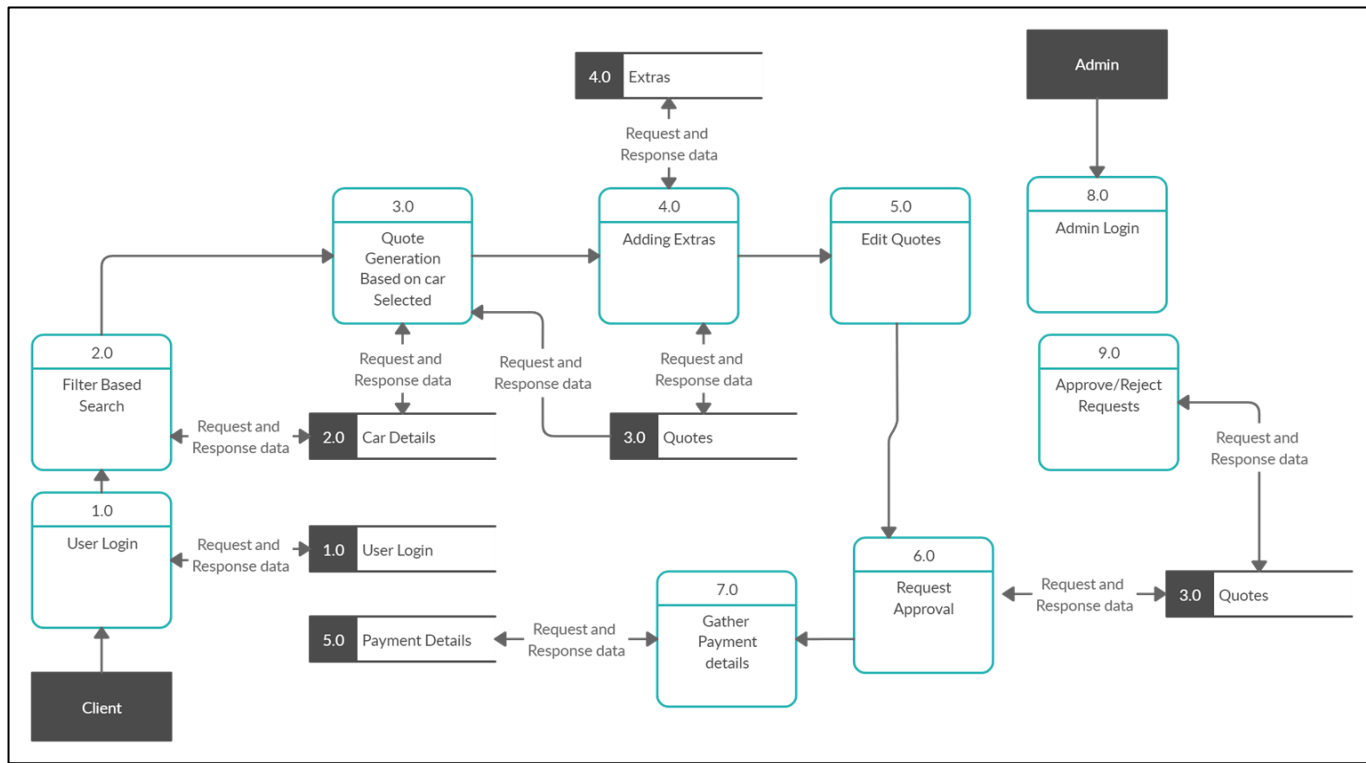 4.0 Extras
Admin
Request and
Response data
3.0
Quote
Generation
Based on car
Selected
4.0
Adding Extras
5.0
Edit Quotes
8.0
Admin Login
2.0
Filter Based
Search
Request and
Response data
Request and
Response data
Request and
Response data
9.0
Approve/Reject
Requests
Request and
Response data
2.0 Car Details
3.0 Quotes
Request and
Response data
1.0
User Login
Request and
Response data
1.0 User Login
6.0
Request
Approval
Request and
Response data
3.0 Quotes
7.0
Gather
Payment
details
5.0 Payment Details
Request and
Response data
Client